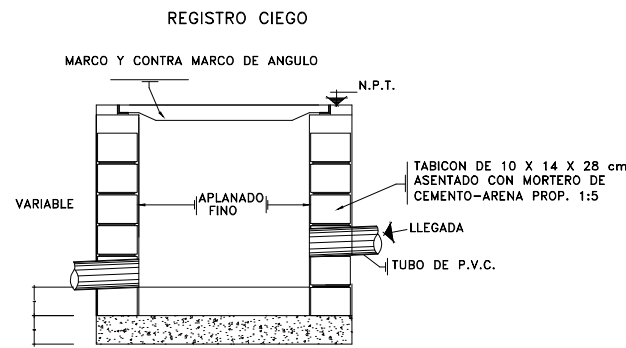 REGISTRO CIEGO
MARCO Y CONTRA MARCO DE ANGULO
N.P.T.
TABICON DE 10 X 14 X 28 cm
ASENTADO CON MORTERO DE
CEMENTO-ARENA PROP. 1:5
VARIABLE
APLANADO
FINO
LLEGADA
TUBO DE P.V.C.